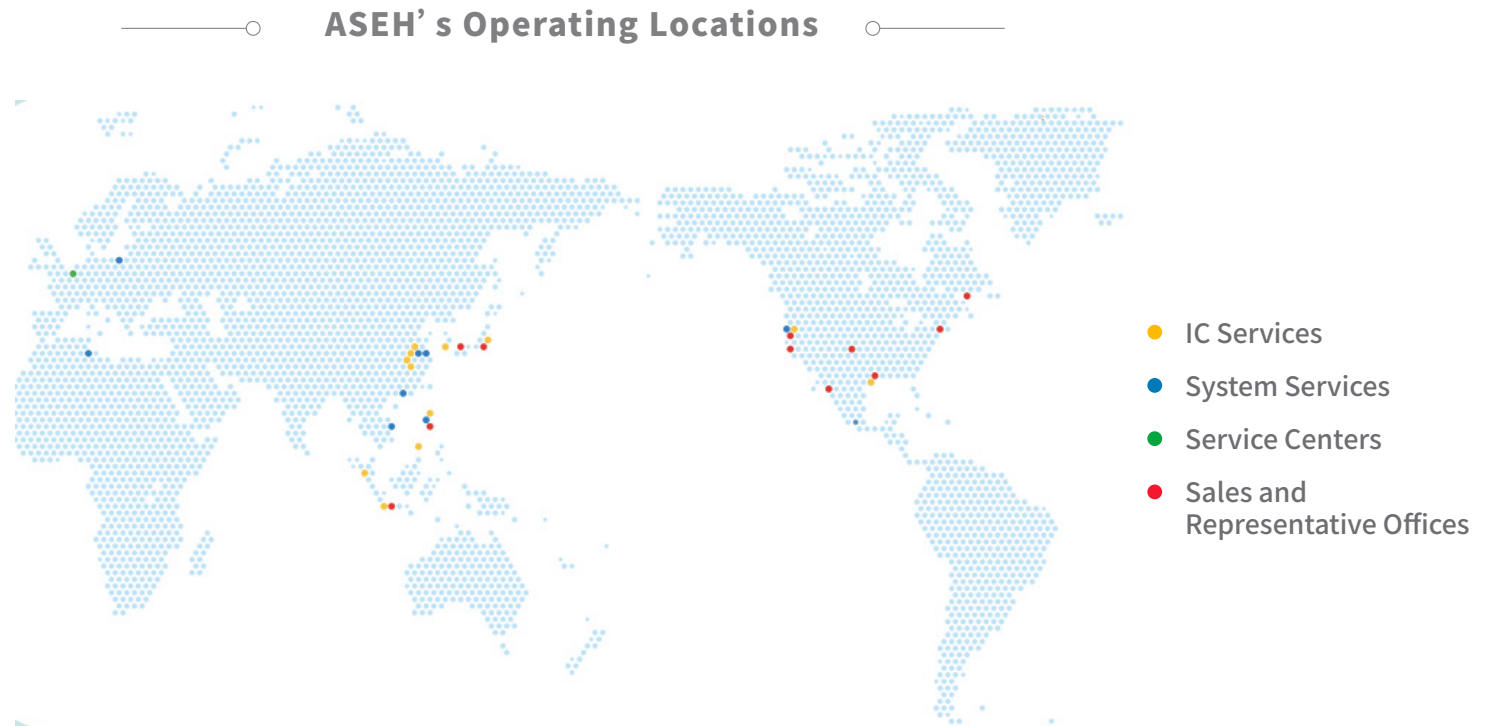 ASEH’ s Operating Locations
IC Services
System Services
Service Centers
Sales and
Representative Offices